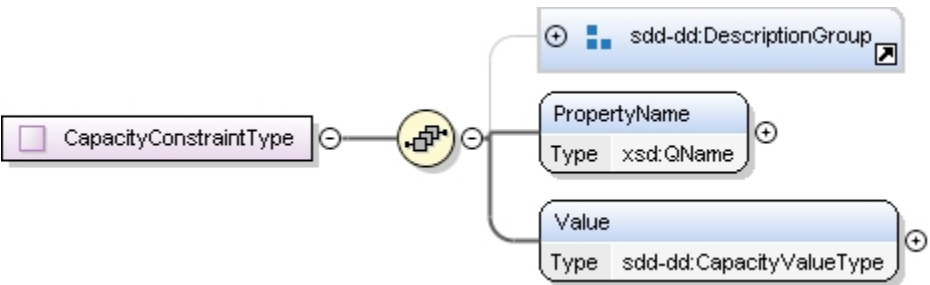 sdd-dd:DescriptionGroup
CapacityConstraintType
PropertyName
Type xsd:QName
Value
Type sdd-dd:CapacityValueType